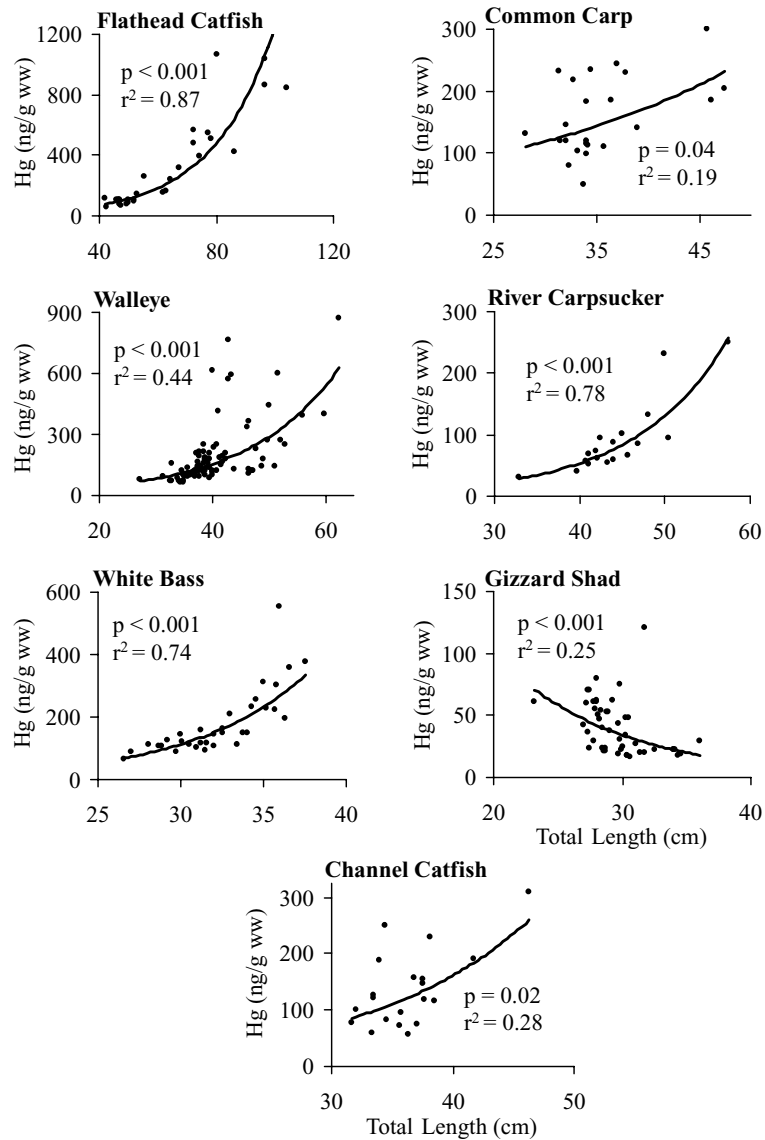 Flathead Catfish
Hg (ng/g ww)
1200
800
400
0
40 80 120
p < 0.001
r² = 0.87
Common Carp
Hg (ng/g ww)
300
200
100
0
25 35 45
p = 0.04
r² = 0.19
Walleye
Hg (ng/g ww)
900
600
300
0
20 40 60
p < 0.001
r² = 0.44
River Carpsucker
Hg (ng/g ww)
300
200
100
0
30 40 50 60
p < 0.001
r² = 0.78
White Bass
Hg (ng/g ww)
600
400
200
0
25 30 35 40
p < 0.001
r² = 0.74
Gizzard Shad
Hg (ng/g ww)
150
100
50
0
20 30 40
p < 0.001
r² = 0.25
Total Length (cm)
Channel Catfish
Hg (ng/g ww)
300
200
100
0
30 40 50
p = 0.02
r² = 0.28
Total Length (cm)